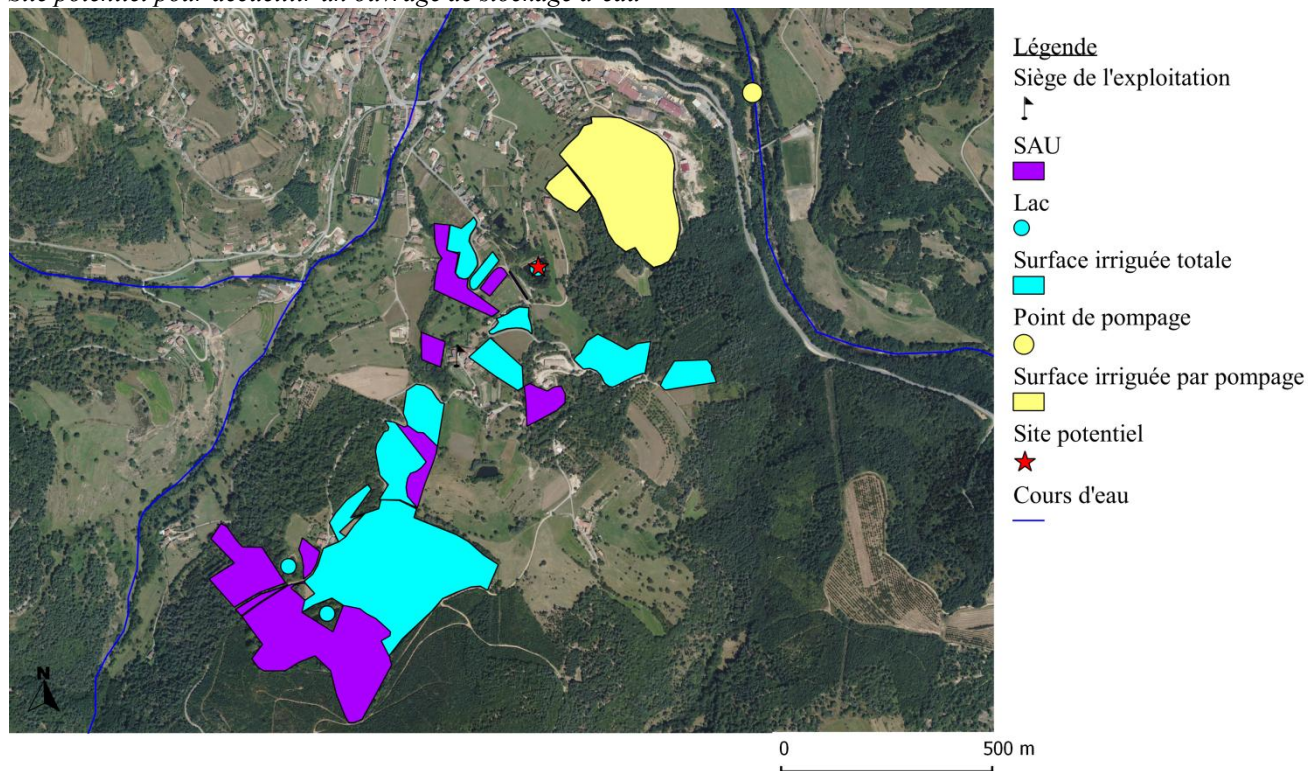 Site potentiel pour accueillir un ouvrage de stockage d'eau
Légende
Siège de l'exploitation
SAU
Lac
Surface irriguée totale
Point de pompage
Surface irriguée par pompage
Site potentiel
Cours d'eau
N
0 500 m